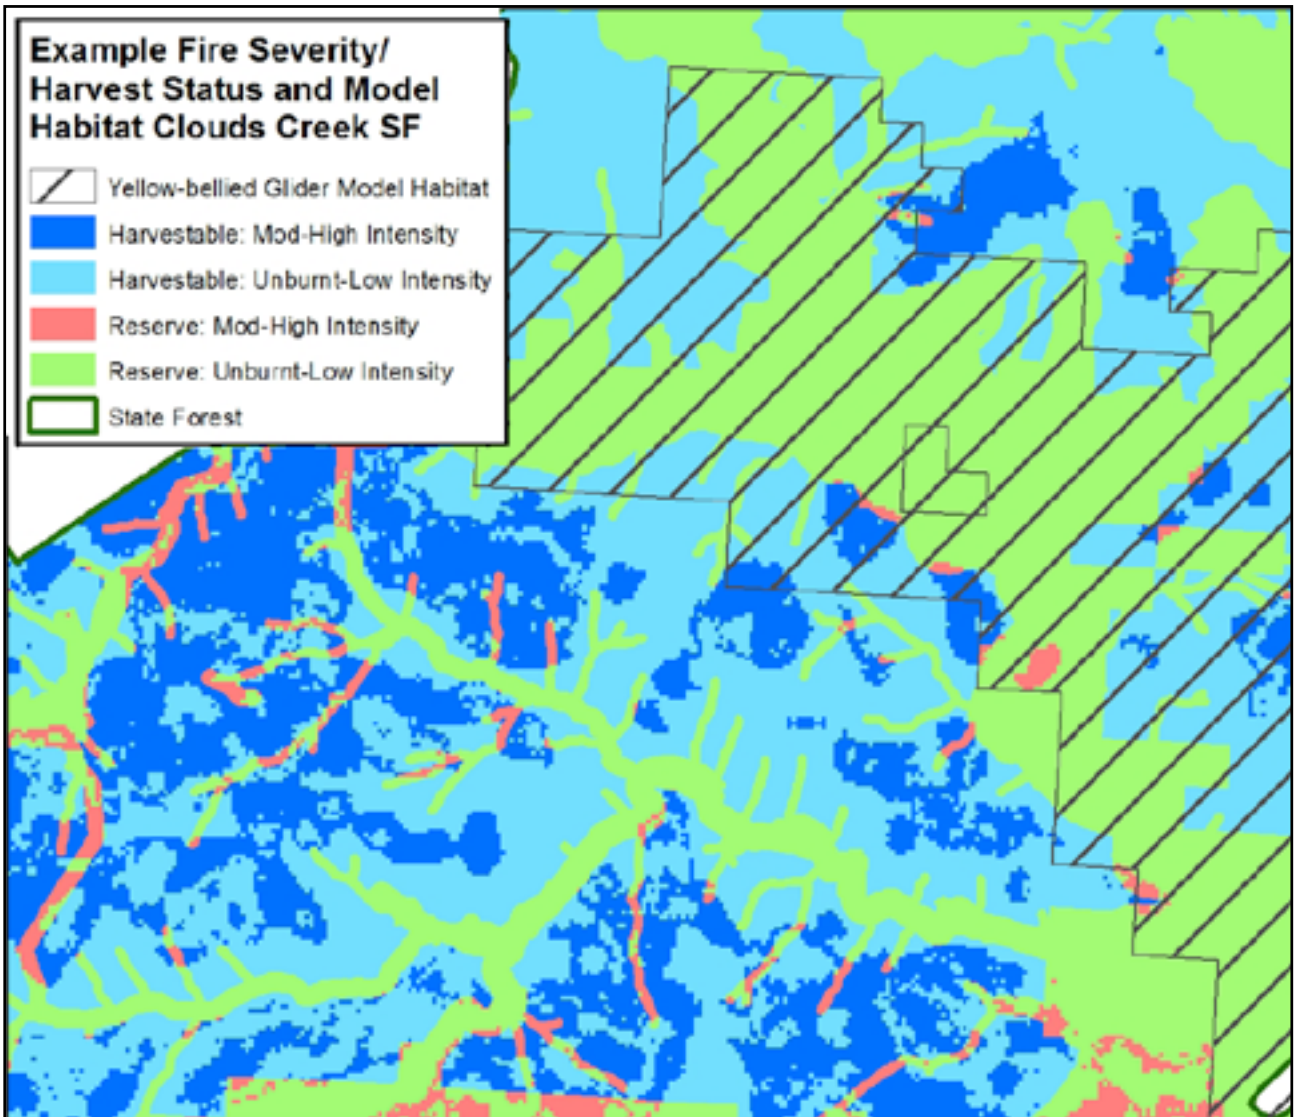 Example Fire Severity/
Harvest Status and Model
Habitat Clouds Creek SF
Yellow-bellied Glider Model Habitat
Harvestable: Mod-High Intensity
Harvestable: Unburnt-Low Intensity
Reserve: Mod-High Intensity
Reserve: Unburnt-Low Intensity
State Forest